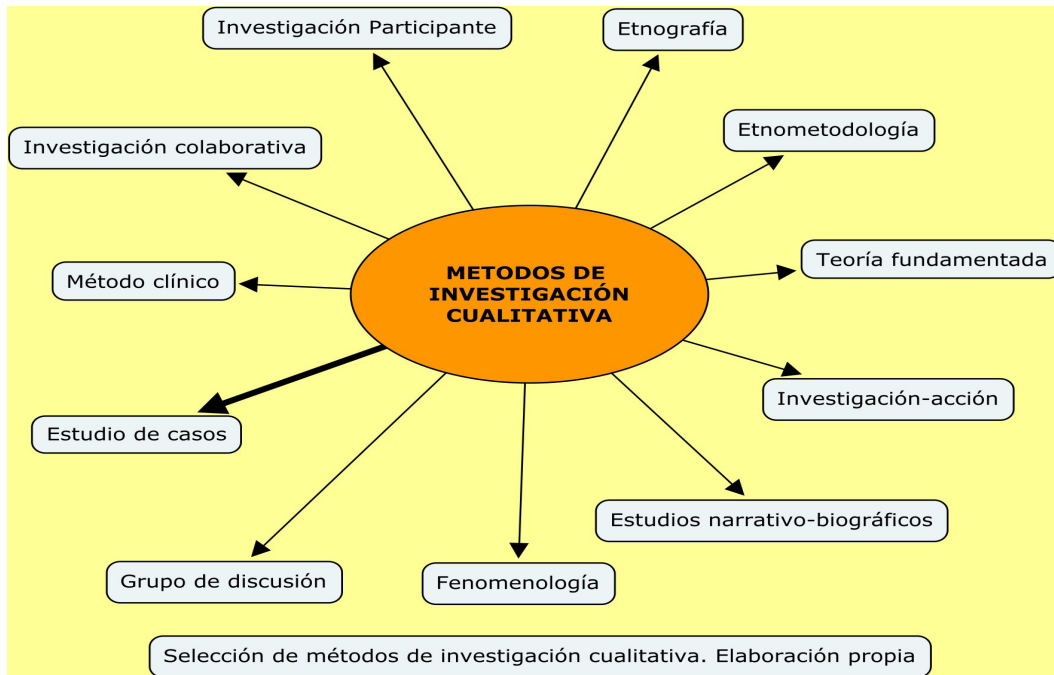 Investigación Participante
Etnografía
Etnometodología
Investigación colaborativa
Teoría fundamentada
Método clínico
METODOS DE
INVESTIGACIÓN
CUALITATIVA
Investigación-acción
Estudio de casos
Estudios narrativo-biográficos
Grupo de discusión
Fenomenología
Selección de métodos de investigación cualitativa. Elaboración propia